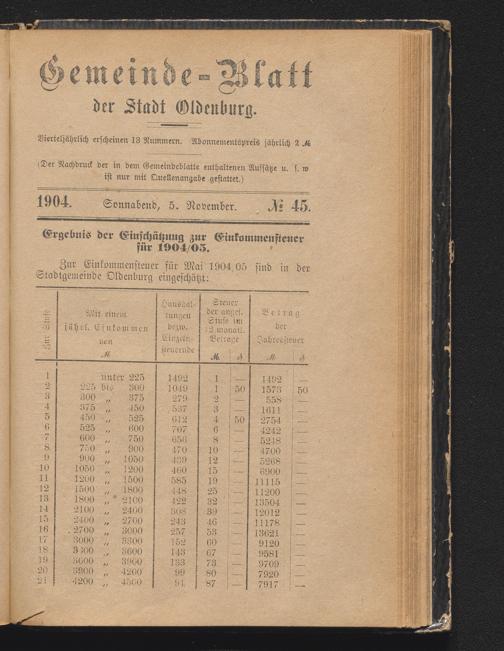 Gemeinde-Blatt
der Stadt Oldenburg.
Vierteljährlich erscheinen 13 Nummern. Abonnementspreis jährlich 2 ℳ
(Der Nachdruck der in dem Gemeindeblatte enthaltenen Aufsätze u. s. w
ist nur mit Quellenangabe gestattet.)
1904. Sonnabend, 5. November. № 45.
Ergebnis der Einschätzung zur Einkommensteuer
für 1904/05.
Zur Einkommensteuer für Mai 1904/05 sind in der
Stadtgemeinde Oldenburg eingeschätzt:
Zur Stufe | Mit einem jährl. Einkommen von ℳ | Haushaltungen bezw. Einzelnsteuernde | Steuer der angef. Stufe im 12 monatl. Betrage ℳ ₰ | Betrag der Jahressteuer ℳ ₰
1 unter 225 1492 1 — 1492 —
2 225 bis 300 1049 1 50 1573 50
3 300 „ 375 279 2 — 558 —
4 375 „ 450 537 3 — 1611 —
5 450 „ 525 612 4 50 2754 —
6 525 „ 600 707 6 — 4242 —
7 600 „ 750 656 8 — 5248 —
8 750 „ 900 470 10 — 4700 —
9 900 „ 1050 439 12 — 5268 —
10 1050 „ 1200 460 15 — 6900 —
11 1200 „ 1500 585 19 — 11115 —
12 1500 „ 1800 448 25 — 11200 —
13 1800 „ 2100 422 32 — 13504 —
14 2100 „ 2400 308 39 — 12012 —
15 2400 „ 2700 243 46 — 11178 —
16 2700 „ 3000 257 53 — 13621 —
17 3000 „ 3300 152 60 — 9120 —
18 3300 „ 3600 143 67 — 9581 —
19 3600 „ 3900 133 73 — 9709 —
20 3900 „ 4200 99 80 — 7920 —
21 4200 „ 4500 91 87 — 7917 —